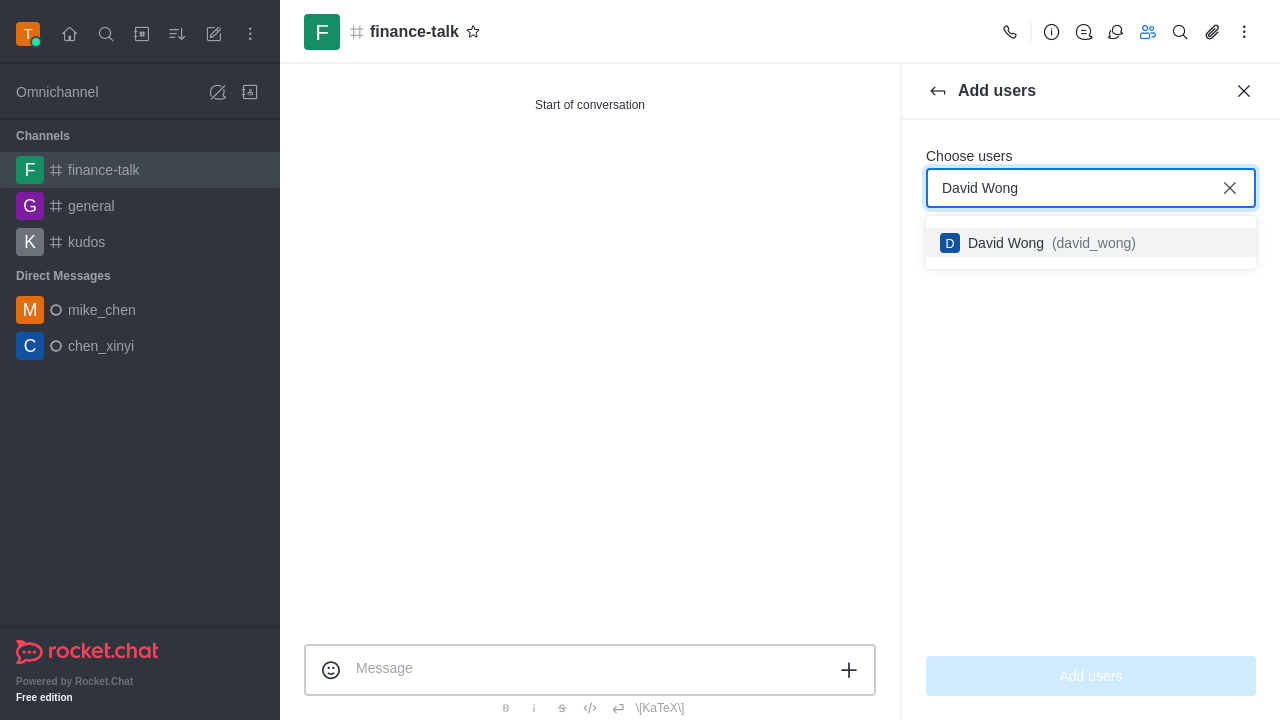 T
Omnichannel
Channels
F finance-talk
G general
K kudos
Direct Messages
M mike_chen
C chen_xinyi
rocket.chat
Powered by Rocket.Chat
Free edition
F finance-talk
Start of conversation
Message
B i S </> \[KaTeX\]
Add users
Choose users
David Wong
D David Wong (david_wong)
Add users